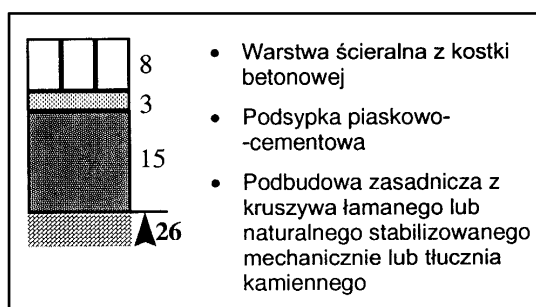 8
3
15
26
• Warstwa ścieralna z kostki
betonowej
• Podsypka piaskowo-
-cementowa
• Podbudowa zasadnicza z
kruszywa łamanego lub
naturalnego stabilizowanego
mechanicznie lub tłucznia
kamiennego